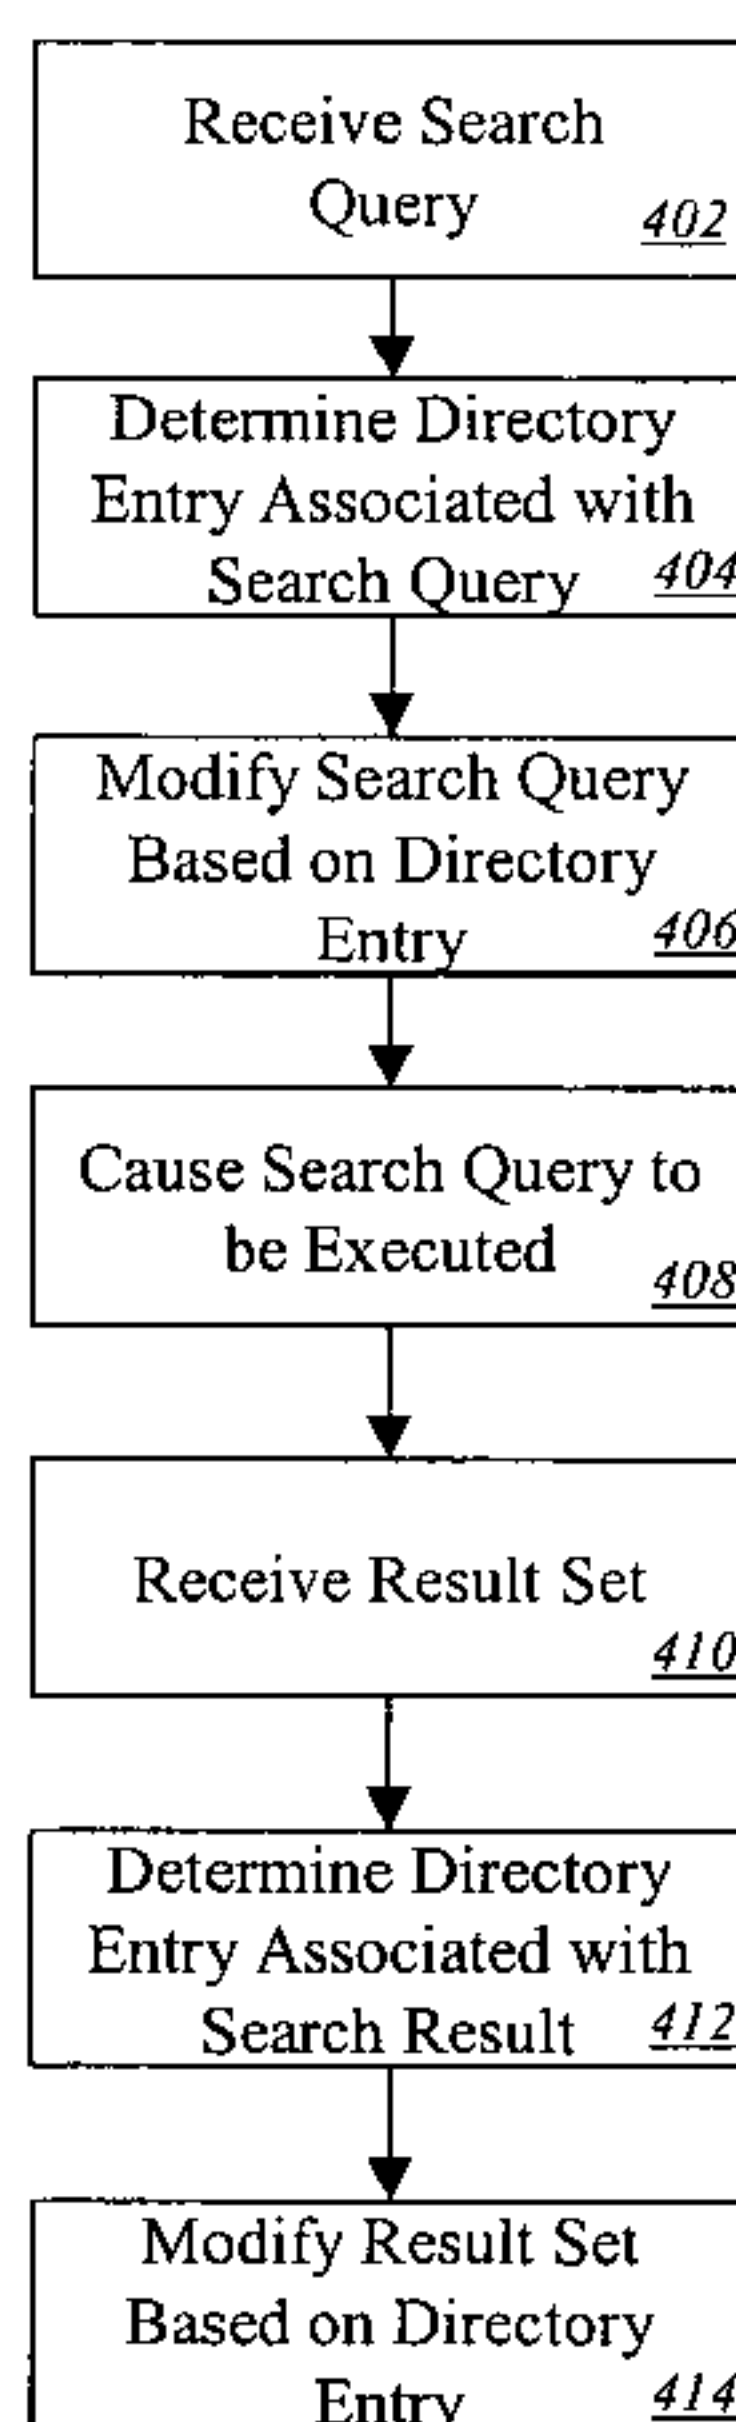 Receive Search
Query
402
Determine Directory
Entry Associated with
Search Query
404
Modify Search Query
Based on Directory
Entry
406
Cause Search Query to
be Executed
408
Receive Result Set
410
Determine Directory
Entry Associated with
Search Result
412
Modify Result Set
Based on Directory
Entry
414